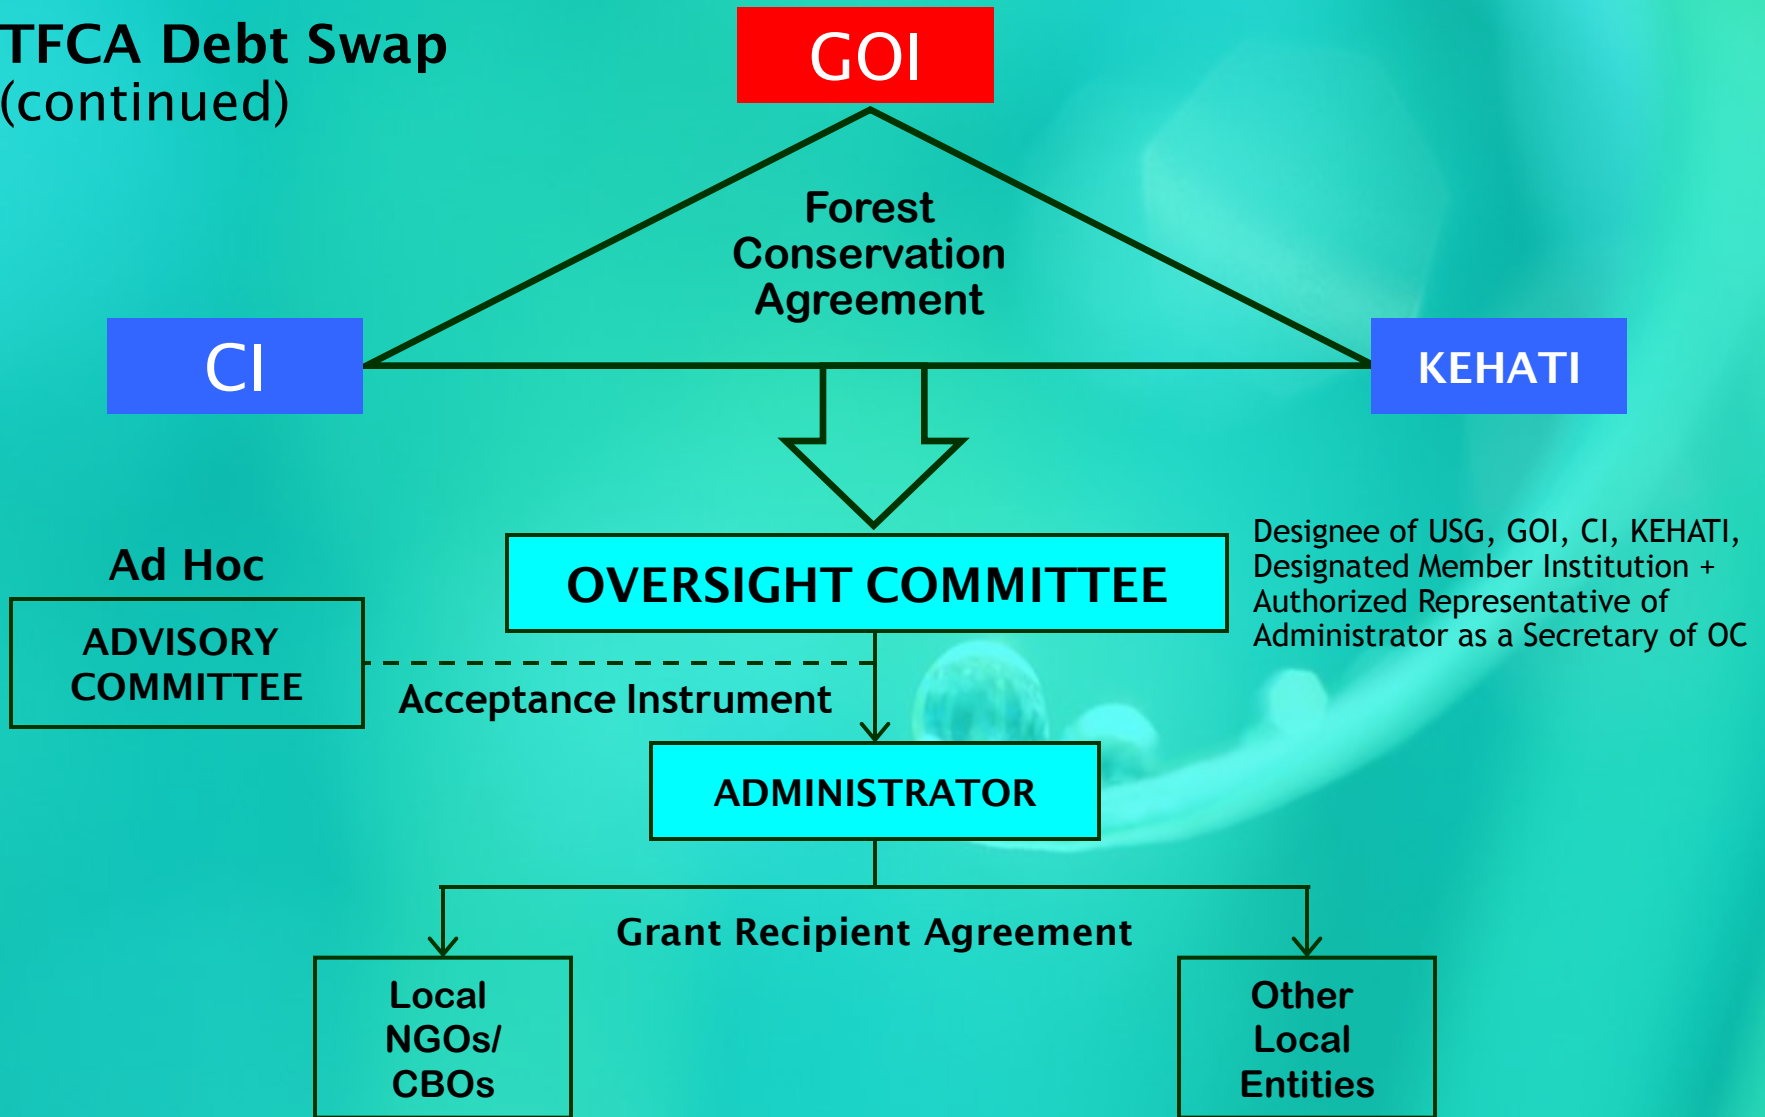 TFCA Debt Swap
(continued)
GOI
Forest
Conservation
Agreement
CI
KEHATI
OVERSIGHT COMMITTEE
Designee of USG, GOI, CI, KEHATI,
Designated Member Institution +
Authorized Representative of
Administrator as a Secretary of OC
Ad Hoc
ADVISORY
COMMITTEE
Acceptance Instrument
ADMINISTRATOR
Grant Recipient Agreement
Local
NGOs/
CBOs
Other
Local
Entities